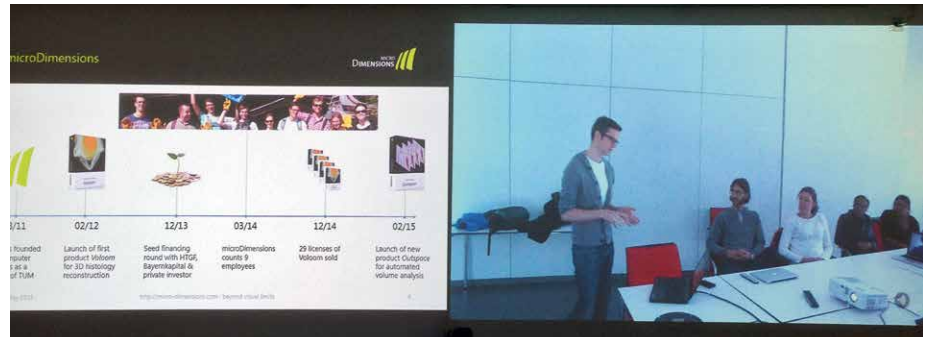 microDimensions
MICRO
DIMENSIONS
/11
02/12
12/13
03/14
12/14
02/15
founded
Launch of first
product Voloom
for 3D histology
reconstruction
Seed financing
round with HTGF,
Bayernkapital &
private investor
microDimensions
counts 9
employees
29 licenses of
Voloom sold
Launch of new
product Outspace
for automated
volume analysis
as a
of TUM
http://micro-dimensions.com | beyond visual limits